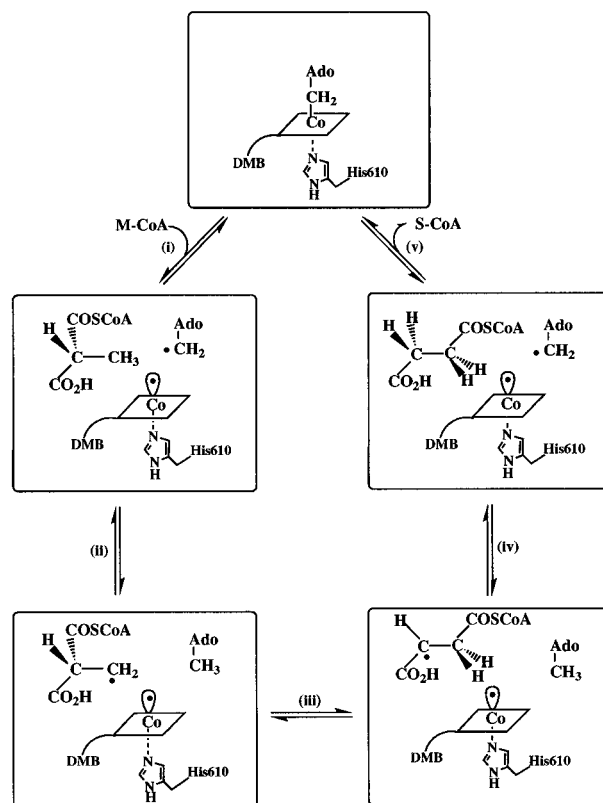 Ado
CH2
Co
DMB
N
N
H
His610
M-CoA
(i)
S-CoA
(v)
COSCoA
H
C
CH3
CO2H
Ado
•CH2
Co
DMB
N
N
H
His610
H
COSCoA
H
C
C
H
H
CO2H
Ado
•CH2
Co
DMB
N
N
H
His610
(ii)
(iv)
COSCoA
H
C
CH2
CO2H
Ado
CH3
Co
DMB
N
N
H
His610
(iii)
H
COSCoA
C
C
H
H
CO2H
Ado
CH3
Co
DMB
N
N
H
His610